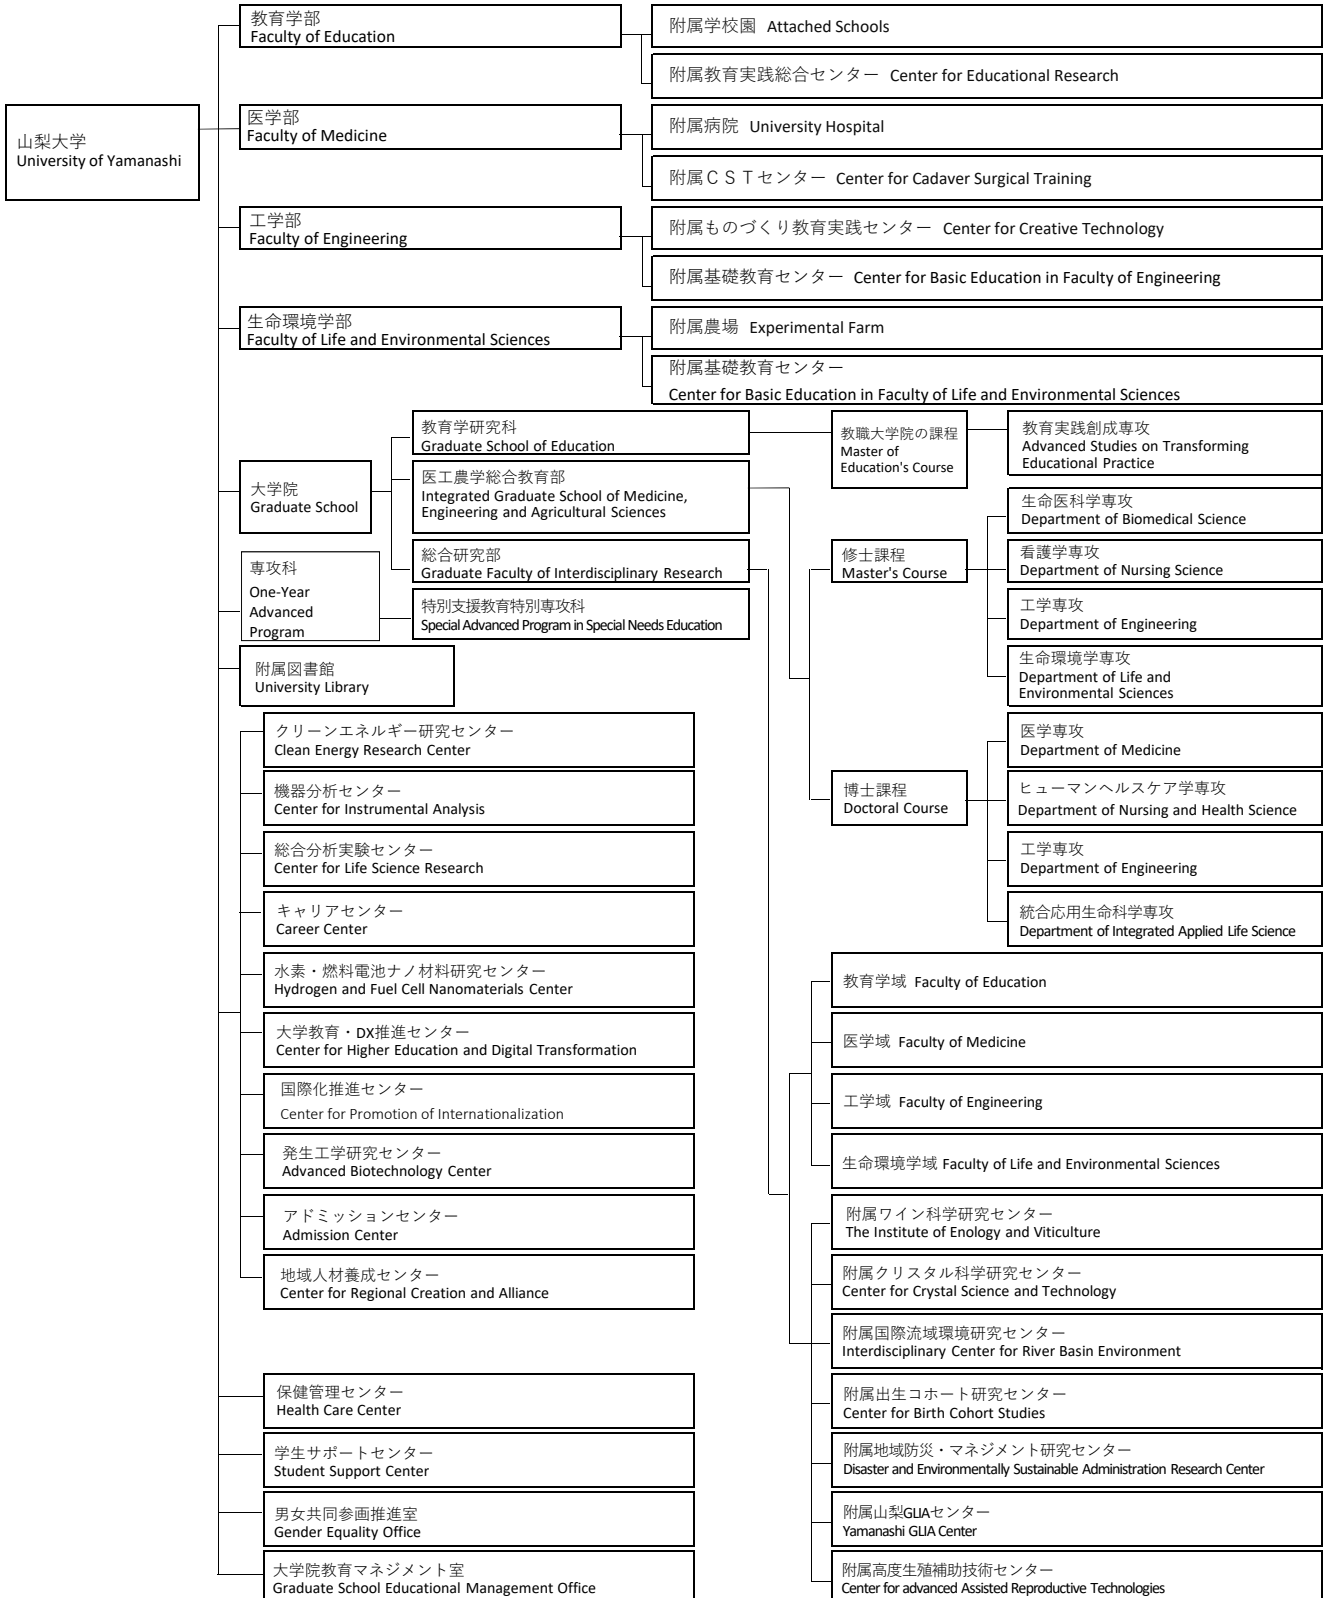 山梨大学
University of Yamanashi
教育学部
Faculty of Education
附属学校園 Attached Schools
附属教育実践総合センター Center for Educational Research
医学部
Faculty of Medicine
附属病院 University Hospital
附属CSTセンター Center for Cadaver Surgical Training
工学部
Faculty of Engineering
附属ものづくり教育実践センター Center for Creative Technology
附属基礎教育センター Center for Basic Education in Faculty of Engineering
生命環境学部
Faculty of Life and Environmental Sciences
附属農場 Experimental Farm
附属基礎教育センター
Center for Basic Education in Faculty of Life and Environmental Sciences
大学院
Graduate School
教育学研究科
Graduate School of Education
教職大学院の課程
Master of
Education's Course
教育実践創成専攻
Advanced Studies on Transforming
Educational Practice
医工農学総合教育部
Integrated Graduate School of Medicine,
Engineering and Agricultural Sciences
総合研究部
Graduate Faculty of Interdisciplinary Research
修士課程
Master's Course
生命医科学専攻
Department of Biomedical Science
看護学専攻
Department of Nursing Science
工学専攻
Department of Engineering
生命環境学専攻
Department of Life and
Environmental Sciences
博士課程
Doctoral Course
医学専攻
Department of Medicine
ヒューマンヘルスケア学専攻
Department of Nursing and Health Science
工学専攻
Department of Engineering
統合応用生命科学専攻
Department of Integrated Applied Life Science
専攻科
One-Year
Advanced
Program
特別支援教育特別専攻科
Special Advanced Program in Special Needs Education
附属図書館
University Library
クリーンエネルギー研究センター
Clean Energy Research Center
機器分析センター
Center for Instrumental Analysis
総合分析実験センター
Center for Life Science Research
キャリアセンター
Career Center
水素・燃料電池ナノ材料研究センター
Hydrogen and Fuel Cell Nanomaterials Center
大学教育・DX推進センター
Center for Higher Education and Digital Transformation
国際化推進センター
Center for Promotion of Internationalization
発生工学研究センター
Advanced Biotechnology Center
アドミッションセンター
Admission Center
地域人材養成センター
Center for Regional Creation and Alliance
保健管理センター
Health Care Center
学生サポートセンター
Student Support Center
男女共同参画推進室
Gender Equality Office
大学院教育マネジメント室
Graduate School Educational Management Office
教育学域 Faculty of Education
医学域 Faculty of Medicine
工学域 Faculty of Engineering
生命環境学域 Faculty of Life and Environmental Sciences
附属ワイン科学研究センター
The Institute of Enology and Viticulture
附属クリスタル科学研究センター
Center for Crystal Science and Technology
附属国際流域環境研究センター
Interdisciplinary Center for River Basin Environment
附属出生コホート研究センター
Center for Birth Cohort Studies
附属地域防災・マネジメント研究センター
Disaster and Environmentally Sustainable Administration Research Center
附属山梨GLIAセンター
Yamanashi GLIA Center
附属高度生殖補助技術センター
Center for advanced Assisted Reproductive Technologies